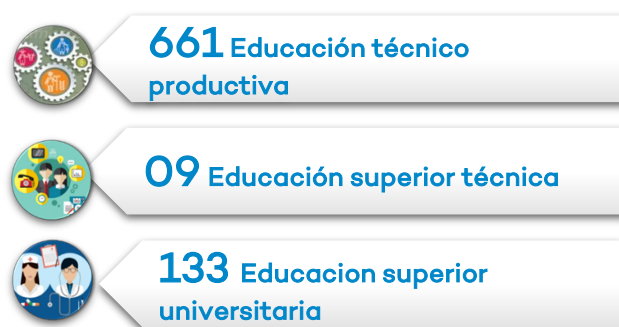 661 Educación técnico
productiva
09 Educación superior técnica
133 Educacion superior
universitaria